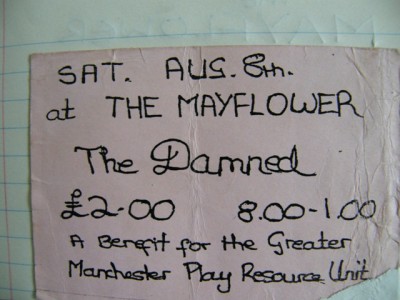 SAT. AUG. 8th.
at THE MAYFLOWER
The Damned
£2-00 8.00-1.00
A Benefit for the Greater
Manchester Play Resource Unit